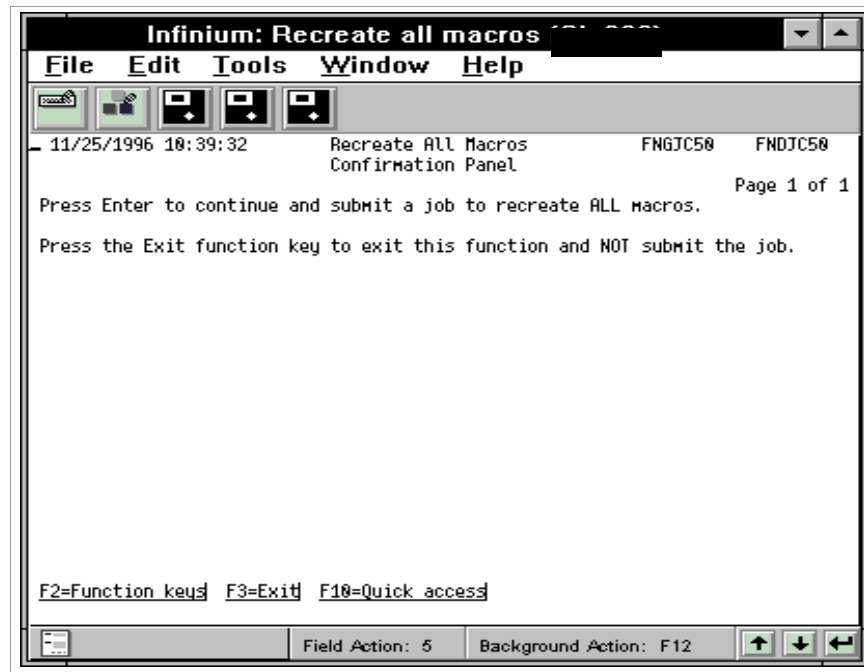 Infinium: Recreate all macros
File Edit Tools Window Help
11/25/1996 10:39:32 Recreate All Macros FNGJC50 FNDJC50
Confirmation Panel
Page 1 of 1
Press Enter to continue and submit a job to recreate ALL macros.
Press the Exit function key to exit this function and NOT submit the job.
F2=Function keys F3=Exit F10=Quick access
Field Action: 5 Background Action: F12